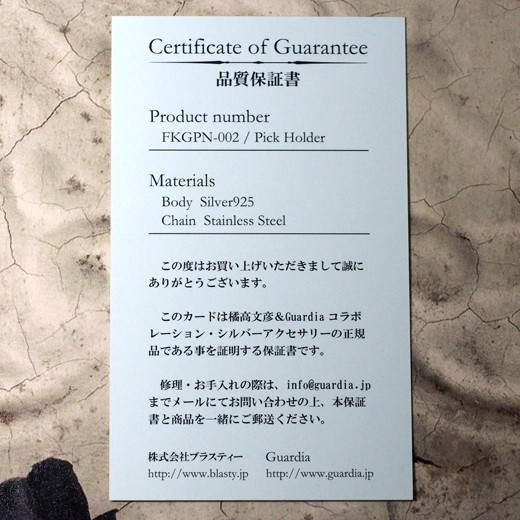 Certificate of Guarantee
品質保証書
Product number
FKGPN-002 / Pick Holder
Materials
Body Silver925
Chain Stainless Steel
この度はお買い上げいただきまして誠に
ありがとうございます。
このカードは橘高文彦＆Guardia コラボ
レーション・シルバーアクセサリーの正規
品である事を証明する保証書です。
修理・お手入れの際は、info@guardia.jp
までメールにてお問い合わせの上、本保証
書と商品を一緒にご郵送ください。
株式会社ブラスティー Guardia
http://www.blasty.jp http://www.guardia.jp